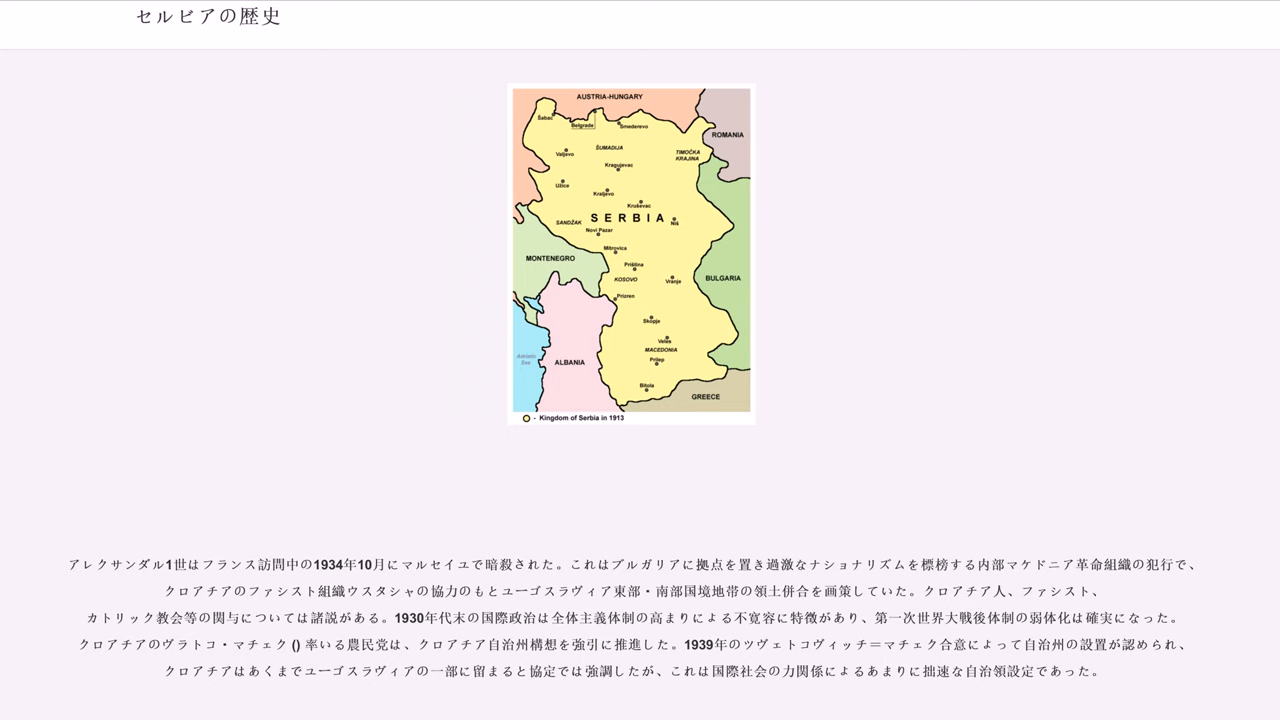 セルビアの歴史
AUSTRIA-HUNGARY
Šabac
Belgrade
Smederevo
ROMANIA
ŠUMADIJA
TIMOČKA
KRAJINA
Valjevo
Kragujevac
Užice
Kraljevo
Kruševac
SERBIA
SANDŽAK
Niš
Novi Pazar
Mitrovica
MONTENEGRO
Priština
KOSOVO
Vranje
BULGARIA
Prizren
Skopje
Veles
MACEDONIA
Adriatic
Sea
ALBANIA
Prilep
Bitola
GREECE
- Kingdom of Serbia in 1913
アレクサンダル1世はフランス訪問中の1934年10月にマルセイユで暗殺された。これはブルガリアに拠点を置き過激なナショナリズムを標榜する内部マケドニア革命組織の犯行で、
クロアチアのファシスト組織ウスタシャの協力のもとユーゴスラヴィア東部・南部国境地帯の領土併合を画策していた。クロアチア人、ファシスト、
カトリック教会等の関与については諸説がある。1930年代末の国際政治は全体主義体制の高まりによる不寛容に特徴があり、第一次世界大戦後体制の弱体化は確実になった。
クロアチアのヴラトコ・マチェク () 率いる農民党は、クロアチア自治州構想を強引に推進した。1939年のツヴェトコヴィッチ＝マチェク合意によって自治州の設置が認められ、
クロアチアはあくまでユーゴスラヴィアの一部に留まると協定では強調したが、これは国際社会の力関係によるあまりに拙速な自治領設定であった。